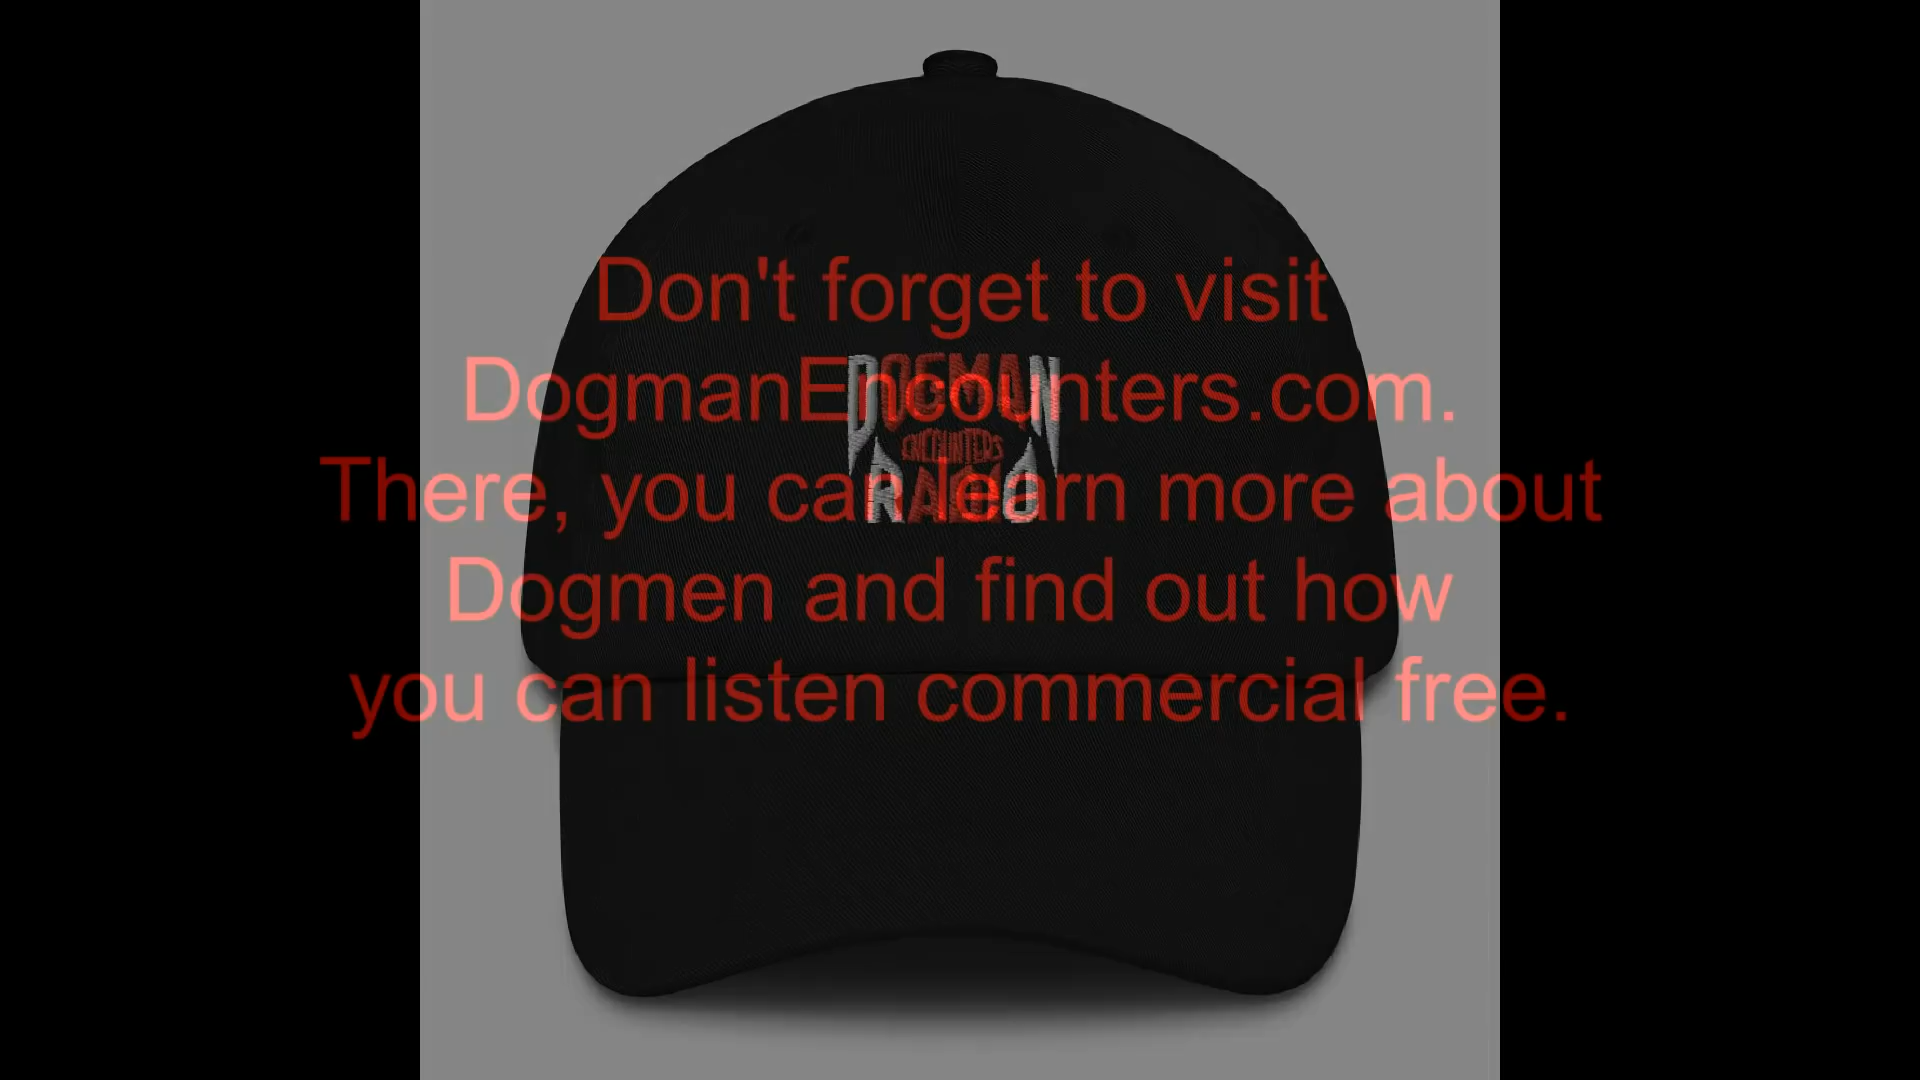 Don't forget to visit
DogmanEncounters.com.
There, you can learn more about
Dogmen and find out how
you can listen commercial free.
DOGMAN
ENCOUNTERS
RADIO